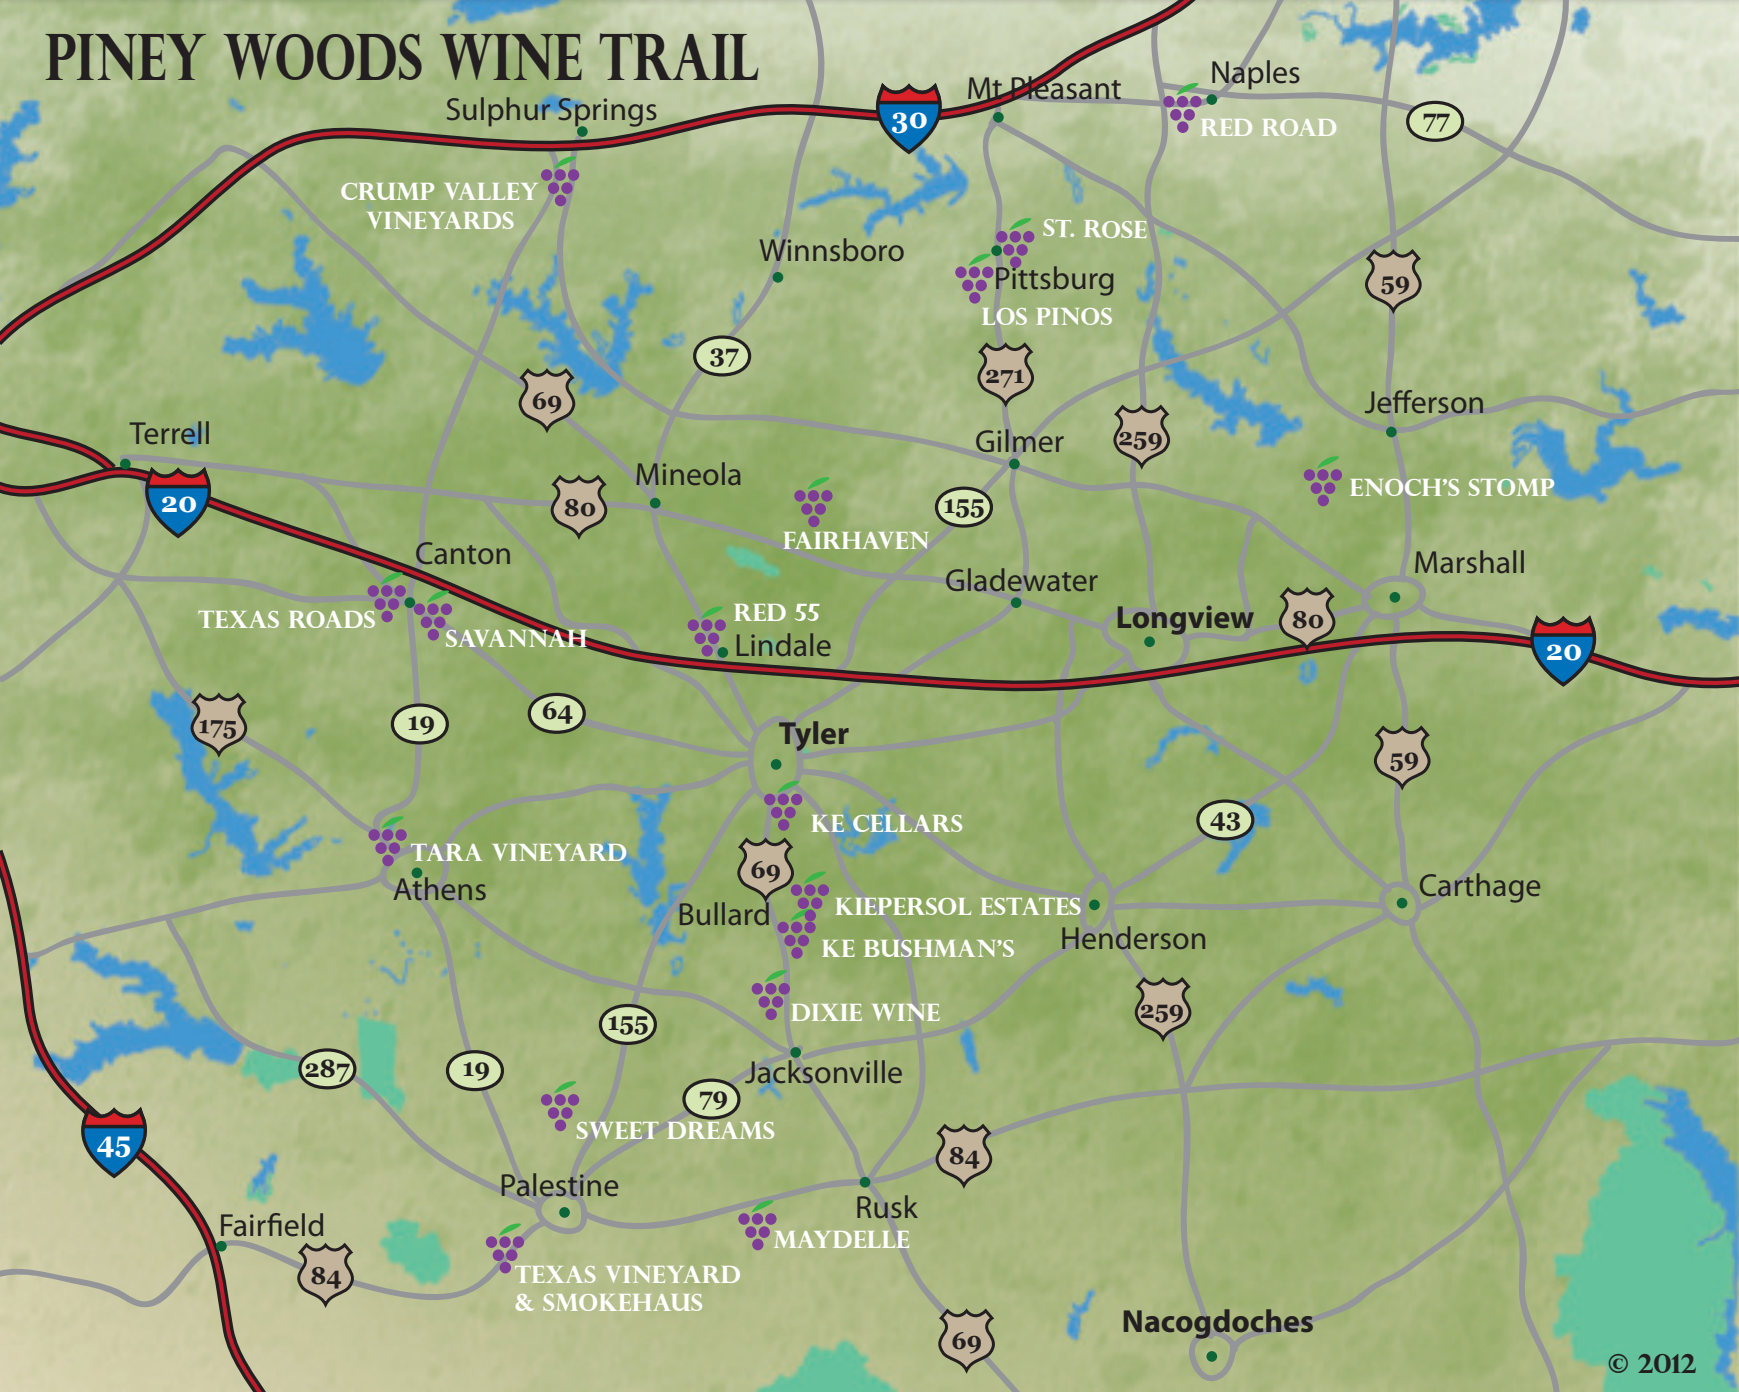 PINEY WOODS WINE TRAIL
Naples
Mt Pleasant
Sulphur Springs
30
77
RED ROAD
CRUMP VALLEY
VINEYARDS
ST. ROSE
Winnsboro
Pittsburg
59
LOS PINOS
37
271
69
Jefferson
Terrell
259
Gilmer
Mineola
ENOCH'S STOMP
20
80
155
FAIRHAVEN
Canton
Marshall
Gladewater
TEXAS ROADS
RED 55
Longview
80
SAVANNAH
Lindale
20
175
19
64
Tyler
59
KE CELLARS
43
TARA VINEYARD
69
Athens
Carthage
Bullard
KIEPERSOL ESTATES
KE BUSHMAN'S
Henderson
DIXIE WINE
259
155
287
19
Jacksonville
79
SWEET DREAMS
45
84
Palestine
Rusk
Fairfield
MAYDELLE
84
TEXAS VINEYARD
& SMOKEHAUS
Nacogdoches
69
© 2012